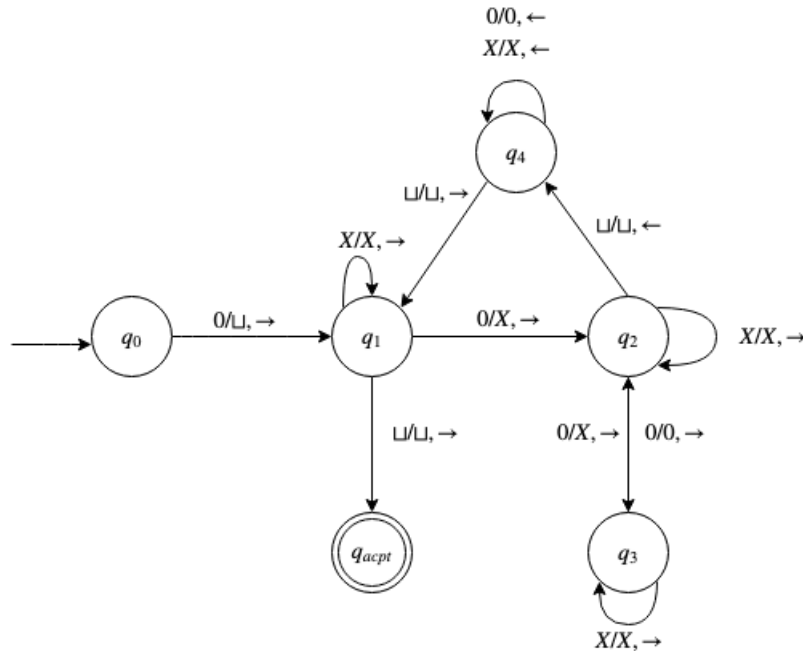 0/0, ←
X/X, ←
q4
⊔/⊔, →
⊔/⊔, ←
X/X, →
0/⊔, →
0/X, →
q0
q1
q2
X/X, →
⊔/⊔, →
0/X, →
0/0, →
qacpt
q3
X/X, →